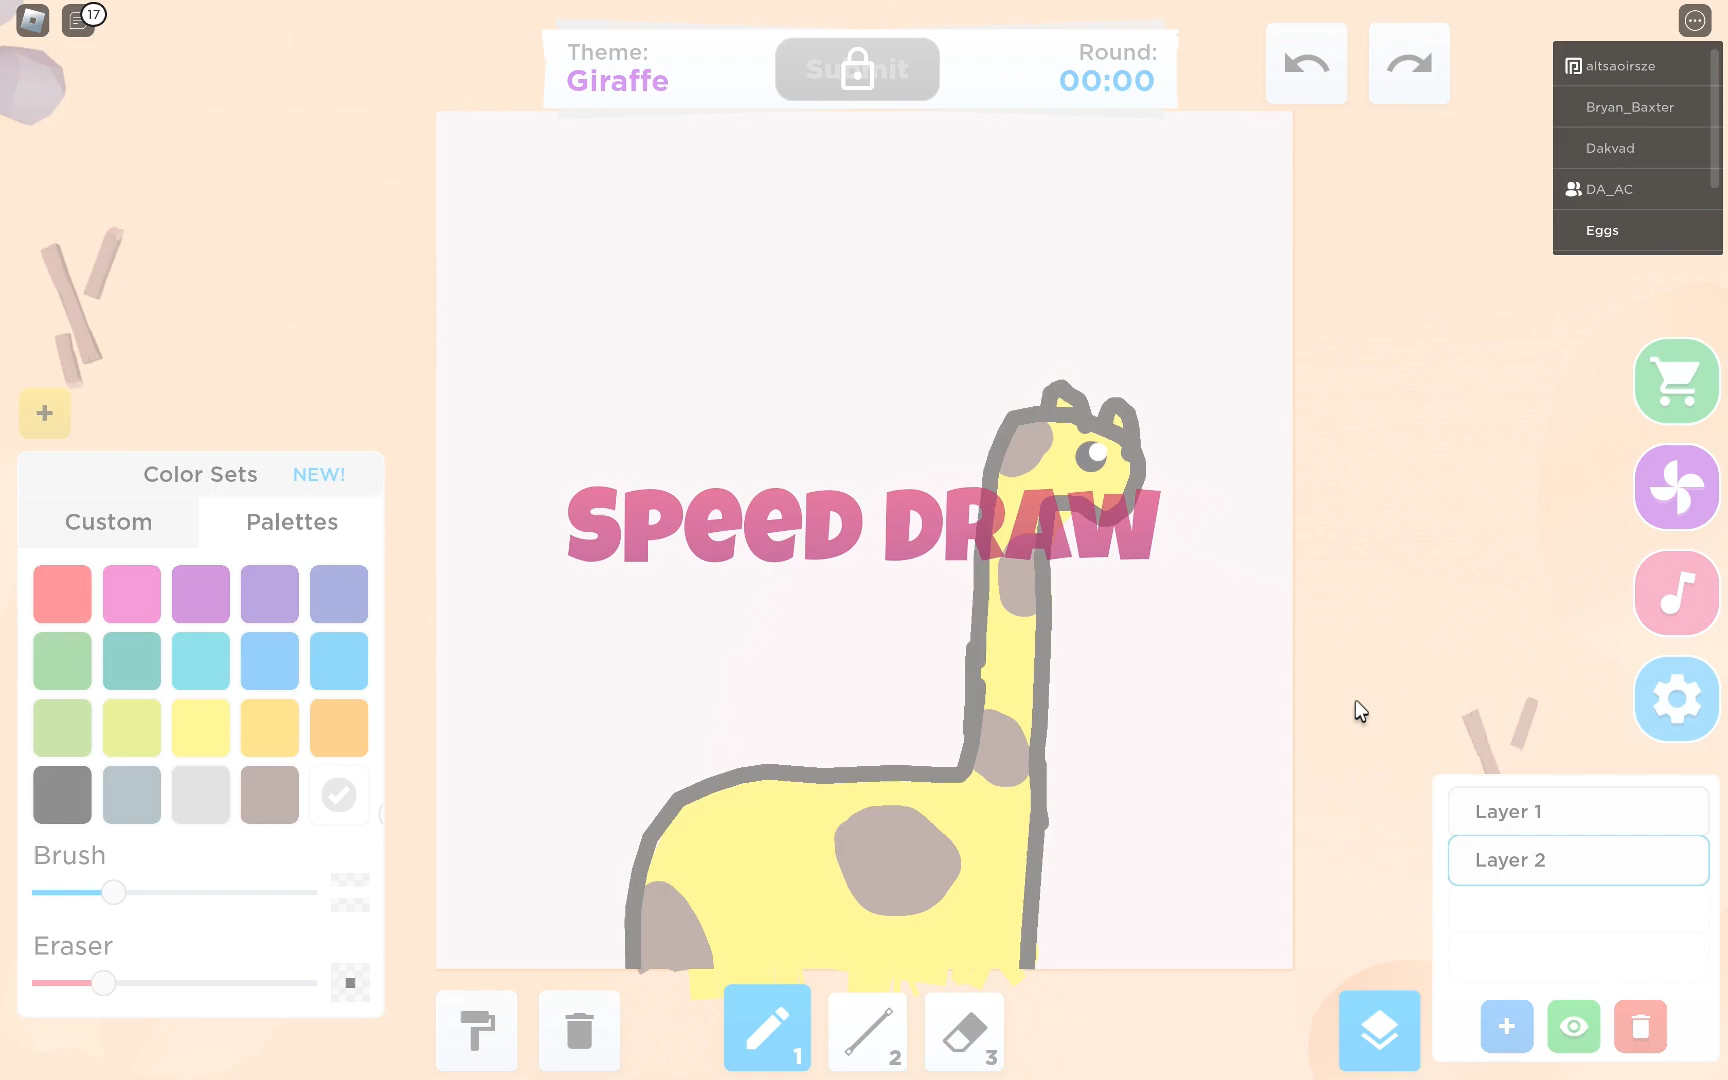 17
Theme:
Giraffe
Submit
Round:
00:00
altsaoirsze
Bryan_Baxter
Dakvad
DA_AC
Eggs
SPEED DRAW
+
Color Sets NEW!
Custom Palettes
Brush
Eraser
1
2
3
Layer 1
Layer 2
+